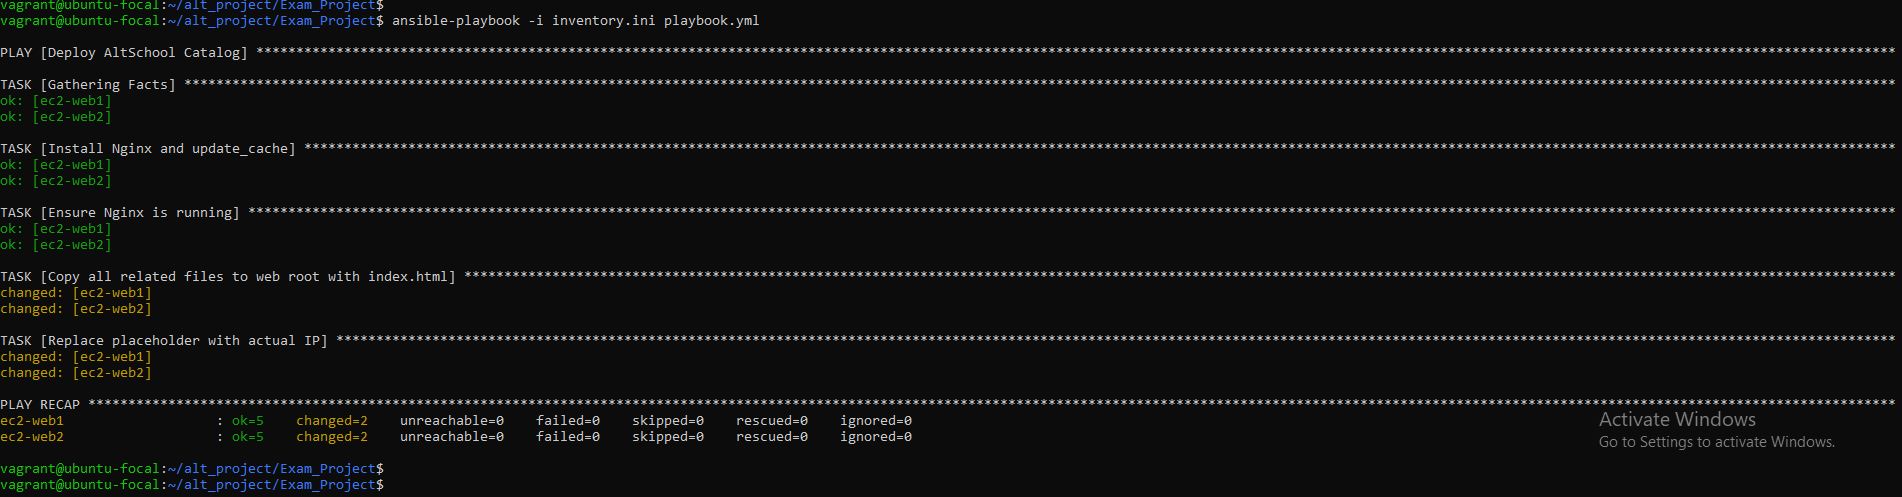 vagrant@ubuntu-focal:~/alt_project/Exam_Project$
vagrant@ubuntu-focal:~/alt_project/Exam_Project$ ansible-playbook -i inventory.ini playbook.yml
PLAY [Deploy AltSchool Catalog] ****************************************************************************************************************************************************************************************************
TASK [Gathering Facts] *************************************************************************************************************************************************************************************************************
ok: [ec2-web1]
ok: [ec2-web2]
TASK [Install Nginx and update_cache] **********************************************************************************************************************************************************************************************
ok: [ec2-web1]
ok: [ec2-web2]
TASK [Ensure Nginx is running] *****************************************************************************************************************************************************************************************************
ok: [ec2-web1]
ok: [ec2-web2]
TASK [Copy all related files to web root with index.html] **************************************************************************************************************************************************************************
changed: [ec2-web1]
changed: [ec2-web2]
TASK [Replace placeholder with actual IP] ******************************************************************************************************************************************************************************************
changed: [ec2-web1]
changed: [ec2-web2]
PLAY RECAP *************************************************************************************************************************************************************************************************************************
ec2-web1                   : ok=5    changed=2    unreachable=0    failed=0    skipped=0    rescued=0    ignored=0
ec2-web2                   : ok=5    changed=2    unreachable=0    failed=0    skipped=0    rescued=0    ignored=0
Activate Windows
Go to Settings to activate Windows.
vagrant@ubuntu-focal:~/alt_project/Exam_Project$
vagrant@ubuntu-focal:~/alt_project/Exam_Project$